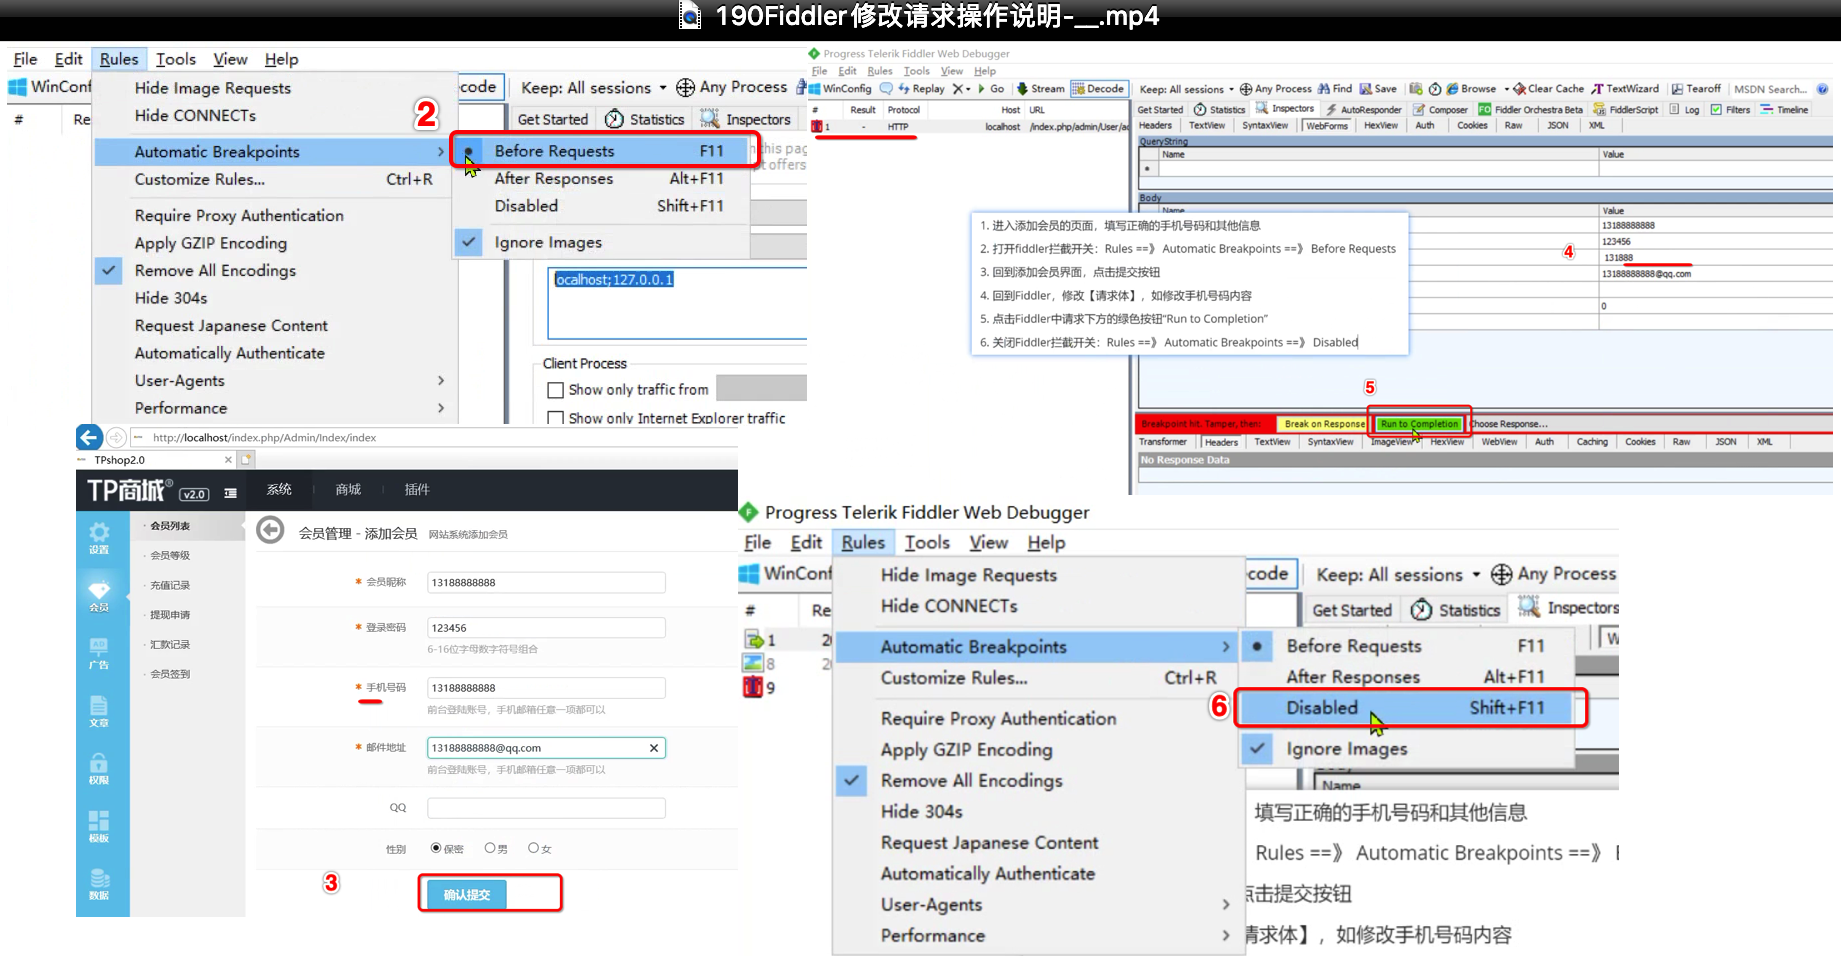 190Fiddler修改请求操作说明-__.mp4
File Edit Rules Tools View Help
WinConf
code
Keep: All sessions
Any Process
#
Re
Get Started
Statistics
Inspectors
Hide Image Requests
Hide CONNECTs
2
Automatic Breakpoints
Before Requests F11
Customize Rules... Ctrl+R
After Responses Alt+F11
Disabled Shift+F11
Require Proxy Authentication
Apply GZIP Encoding
Ignore Images
Remove All Encodings
ocalhost;127.0.0.1
Hide 304s
Request Japanese Content
Automatically Authenticate
Client Process
User-Agents
Show only traffic from
Performance
Show only Internet Explorer traffic
Progress Telerik Fiddler Web Debugger
File Edit Rules Tools View Help
WinConfig Replay Go Stream Decode Keep: All sessions Any Process Find Save Browse Clear Cache TextWizard Tearoff MSDN Search...
# Result Protocol Host URL
1 - HTTP localhost /index.php/admin/User/ad
Get Started Statistics Inspectors AutoResponder Composer Fiddler Orchestra Beta FiddlerScript Log Filters Timeline
Headers TextView SyntaxView WebForms HexView Auth Cookies Raw JSON XML
QueryString
Name Value
Body
Name Value
13188888888
123456
131888
13188888888@qq.com
0
4
1. 进入添加会员的页面，填写正确的手机号码和其他信息
2. 打开fiddler拦截开关：Rules ==》 Automatic Breakpoints ==》 Before Requests
3. 回到添加会员界面，点击提交按钮
4. 回到Fiddler，修改【请求体】，如修改手机号码内容
5. 点击Fiddler中请求下方的绿色按钮“Run to Completion”
6. 关闭Fiddler拦截开关：Rules ==》 Automatic Breakpoints ==》 Disabled
5
Breakpoint hit. Tamper, then: Break on Response Run to Completion Choose Response...
Transformer Headers TextView SyntaxView ImageView HexView WebView Auth Caching Cookies Raw JSON XML
No Response Data
http://localhost/index.php/Admin/Index/index
TPshop2.0
TP商城® v2.0
系统 商城 插件
设置
会员
广告
文章
权限
模板
数据
会员列表
会员等级
充值记录
提现申请
汇款记录
会员签到
会员管理 - 添加会员 网站系统添加会员
* 会员昵称 13188888888
* 登录密码 123456
6-16位字母数字符号组合
* 手机号码 13188888888
前台登陆账号，手机邮箱任意一项都可以
* 邮件地址 13188888888@qq.com
前台登陆账号，手机邮箱任意一项都可以
QQ
性别 保密 男 女
3
确认提交
Progress Telerik Fiddler Web Debugger
File Edit Rules Tools View Help
WinConf
code
Keep: All sessions
Any Process
#
Re
Get Started
Statistics
Inspectors
1 2
8 2
9
Hide Image Requests
Hide CONNECTs
Automatic Breakpoints
Before Requests F11
Customize Rules... Ctrl+R
After Responses Alt+F11
6
Disabled Shift+F11
Require Proxy Authentication
Apply GZIP Encoding
Ignore Images
Remove All Encodings
Name
Hide 304s
Request Japanese Content
Automatically Authenticate
User-Agents
Performance
填写正确的手机号码和其他信息
Rules ==》 Automatic Breakpoints ==》
点击提交按钮
请求体】，如修改手机号码内容